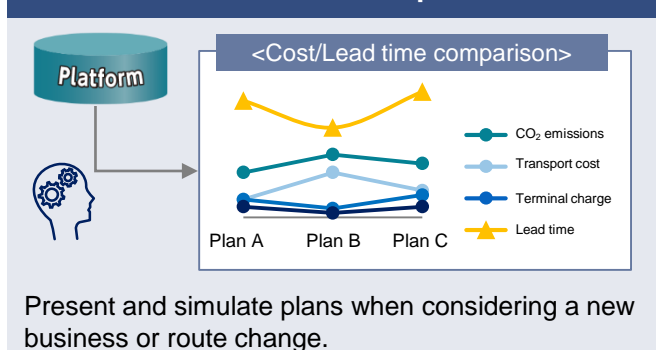 Platform
<Cost/Lead time comparison>
CO₂ emissions
Transport cost
Terminal charge
Lead time
Plan A Plan B Plan C
Present and simulate plans when considering a new
business or route change.